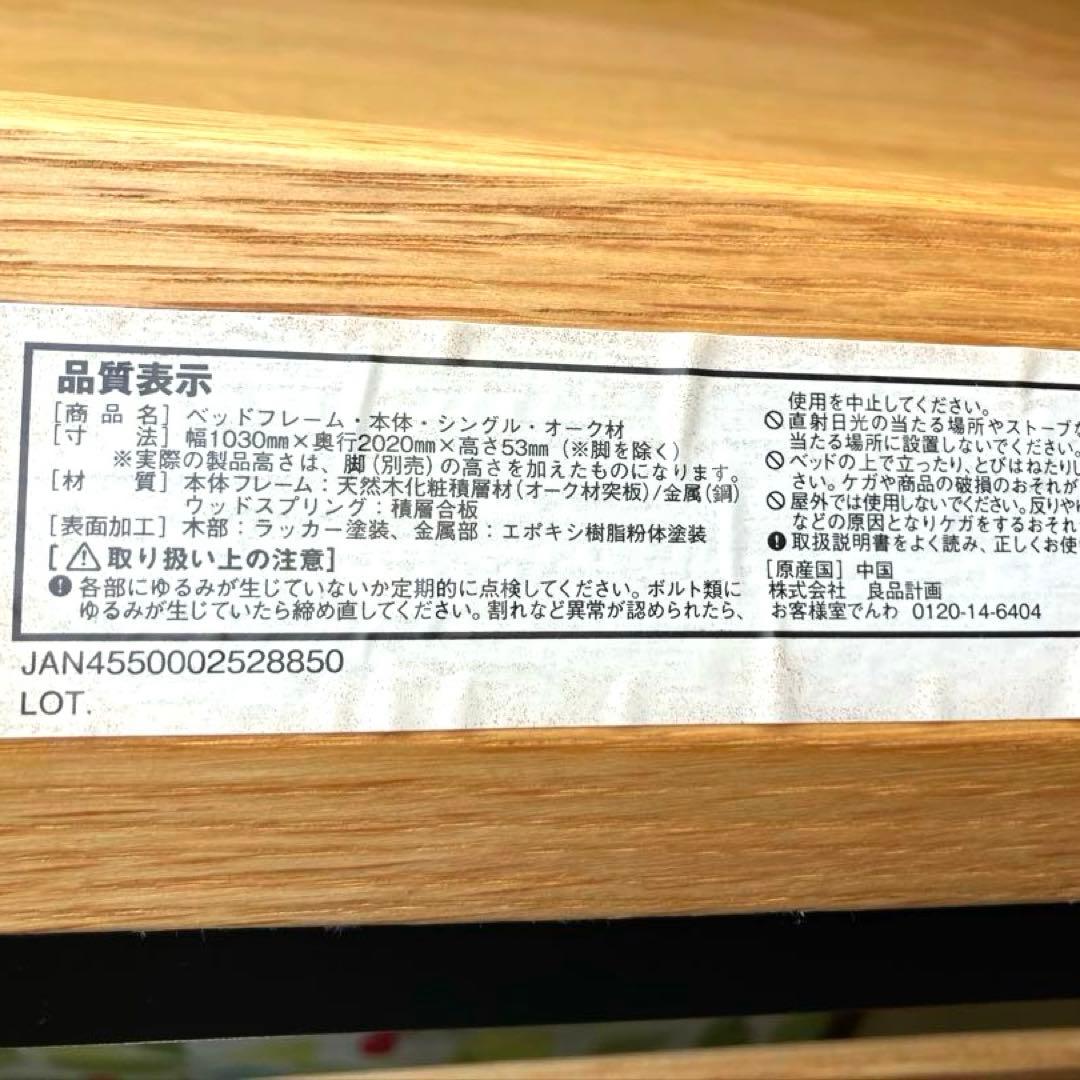 品質表示
[商品名] ベッドフレーム・本体・シングル・オーク材
[寸 法] 幅1030㎜×奥行2020㎜×高さ53㎜(※脚を除く)
※実際の製品高さは、脚(別売)の高さを加えたものになります。
[材 質] 本体フレーム:天然木化粧積層材(オーク材突板)/金属(鋼)
ウッドスプリング:積層合板
[表面加工] 木部:ラッカー塗装、金属部:エポキシ樹脂粉体塗装
[⚠取り扱い上の注意]
各部にゆるみが生じていないか定期的に点検してください。ボルト類に
ゆるみが生じていたら締め直してください。割れなど異常が認められたら、
使用を中止してください。
直射日光の当たる場所やストーブな
当たる場所に設置しないでください。
ベッドの上で立ったり、とびはねたりし
さい。ケガや商品の破損のおそれが
屋外では使用しないでください。反りやゆ
などの原因となりケガをするおそれ
取扱説明書をよく読み、正しくお使
[原産国] 中国
株式会社 良品計画
お客様室でんわ 0120-14-6404
JAN4550002528850
LOT.